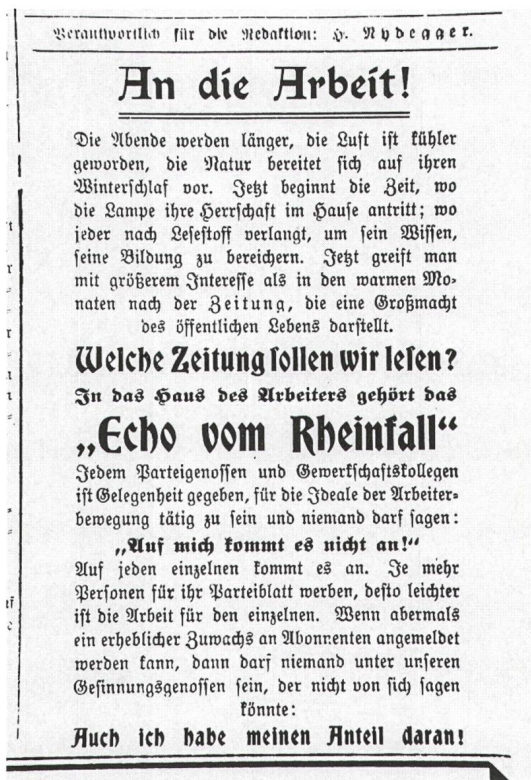 Verantwortlich für die Redaktion: H. Nydegger.
An die Arbeit!
Die Abende werden länger, die Luft ist kühler
geworden, die Natur bereitet sich auf ihren
Winterschlaf vor. Jetzt beginnt die Zeit, wo
die Lampe ihre Herrschaft im Hause antritt; wo
jeder nach Lesestoff verlangt, um sein Wissen,
seine Bildung zu bereichern. Jetzt greift man
mit größerem Interesse als in den warmen Mo-
naten nach der Zeitung, die eine Großmacht
des öffentlichen Lebens darstellt.
Welche Zeitung sollen wir lesen?
In das Haus des Arbeiters gehört das
„Echo vom Rheinfall“
Jedem Parteigenossen und Gewerkschaftskollegen
ist Gelegenheit gegeben, für die Ideale der Arbeiter-
bewegung tätig zu sein und niemand darf sagen:
„Auf mich kommt es nicht an!“
Auf jeden einzelnen kommt es an. Je mehr
Personen für ihr Parteiblatt werben, desto leichter
ist die Arbeit für den einzelnen. Wenn abermals
ein erheblicher Zuwachs an Abonnenten angemeldet
werden kann, dann darf niemand unter unseren
Gesinnungsgenossen sein, der nicht von sich sagen
könnte:
Auch ich habe meinen Anteil daran!